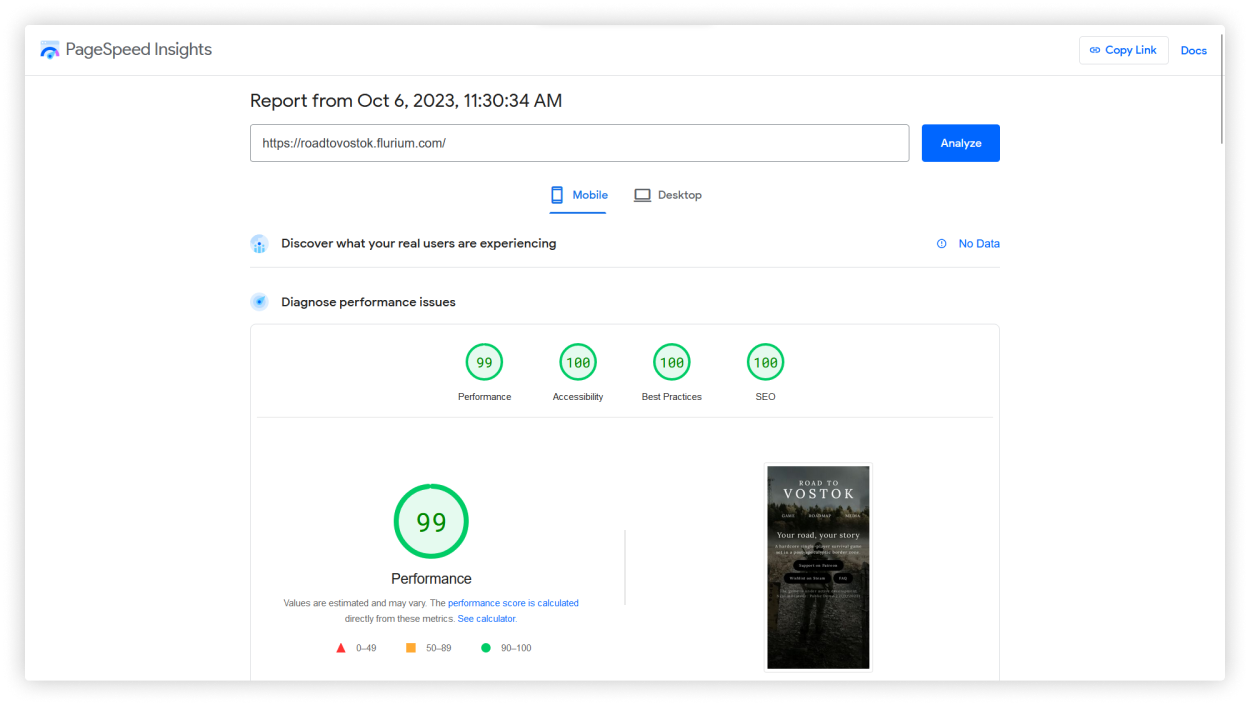 PageSpeed Insights
Copy Link
Docs
Report from Oct 6, 2023, 11:30:34 AM
https://roadtovostok.flurium.com/
Analyze
Mobile
Desktop
Discover what your real users are experiencing
No Data
Diagnose performance issues
99
100
100
100
Performance
Accessibility
Best Practices
SEO
99
Performance
Values are estimated and may vary. The performance score is calculated
directly from these metrics. See calculator.
0–49
50–89
90–100
ROAD TO
VOSTOK
GAME
ROADMAP
MEDIA
Your road, your story
A hardcore single-player survival game
set in a post-apocalyptic border zone
Support on Patreon
Wishlist on Steam
FAQ